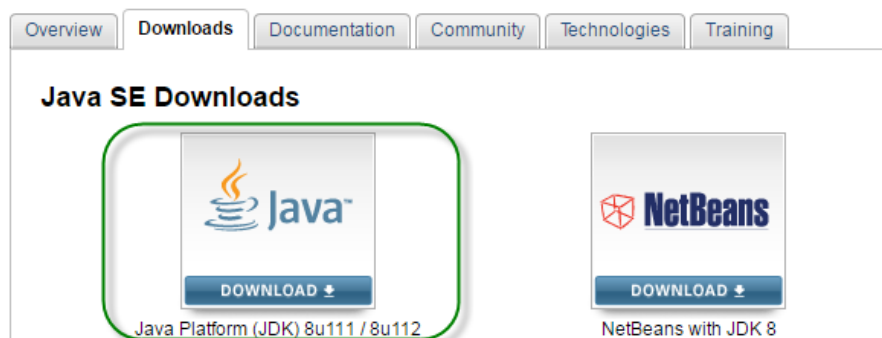 Overview Downloads Documentation Community Technologies Training
Java SE Downloads
Java™ NetBeans
DOWNLOAD DOWNLOAD
Java Platform (JDK) 8u111 / 8u112 NetBeans with JDK 8